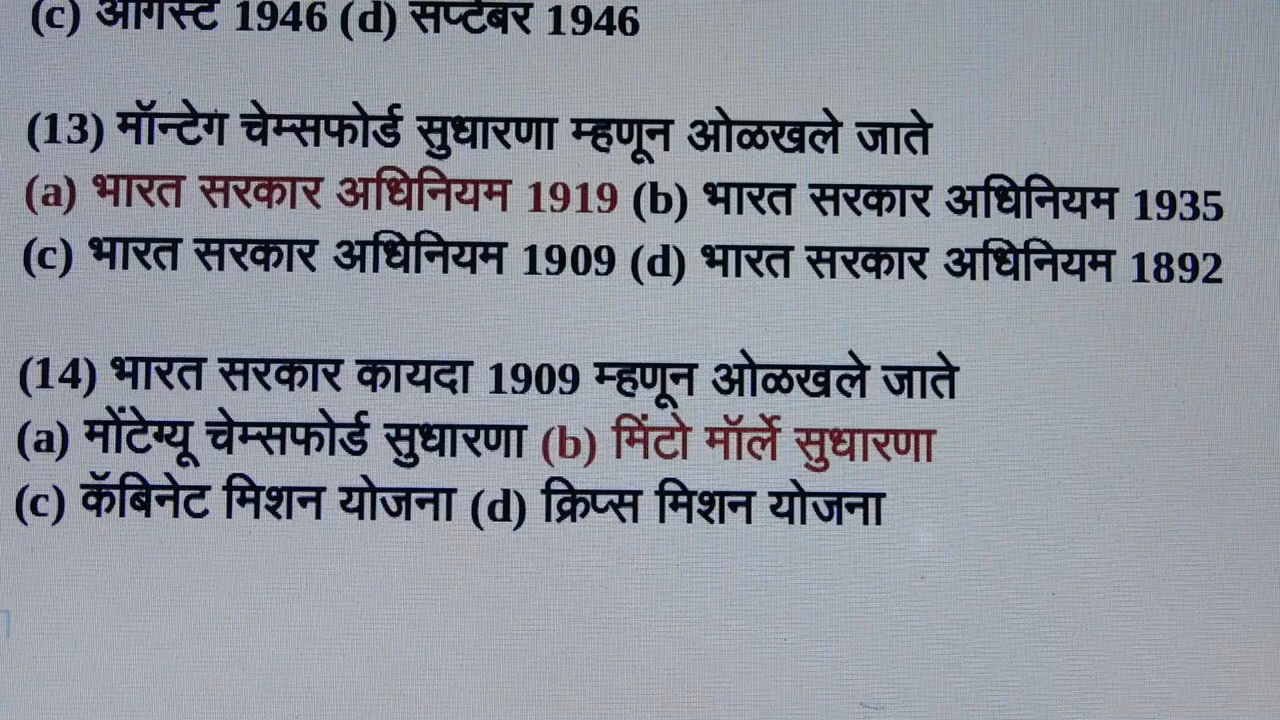 (c) ऑगस्ट 1946 (d) सप्टेंबर 1946
(13) मॉन्टेग चेम्सफोर्ड सुधारणा म्हणून ओळखले जाते
(a) भारत सरकार अधिनियम 1919 (b) भारत सरकार अधिनियम 1935
(c) भारत सरकार अधिनियम 1909 (d) भारत सरकार अधिनियम 1892
(14) भारत सरकार कायदा 1909 म्हणून ओळखले जाते
(a) मोंटेग्यू चेम्सफोर्ड सुधारणा (b) मिंटो मॉर्ले सुधारणा
(c) कॅबिनेट मिशन योजना (d) क्रिप्स मिशन योजना